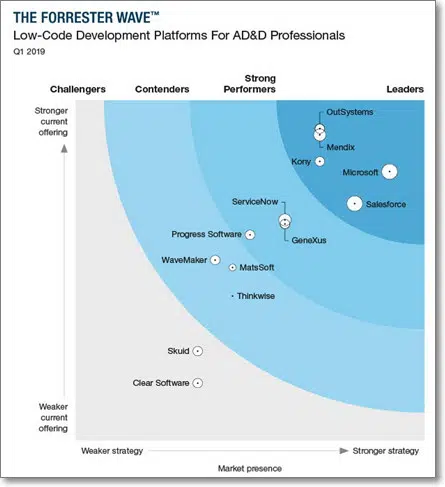 THE FORRESTER WAVE™
Low-Code Development Platforms For AD&D Professionals
Q1 2019
Challengers
Contenders
Strong
Performers
Leaders
Stronger
current
offering
OutSystems
Mendix
Kony
Microsoft
Salesforce
ServiceNow
GeneXus
Progress Software
WaveMaker
MatsSoft
Thinkwise
Skuid
Clear Software
Weaker
current
offering
Weaker strategy
Stronger strategy
Market presence